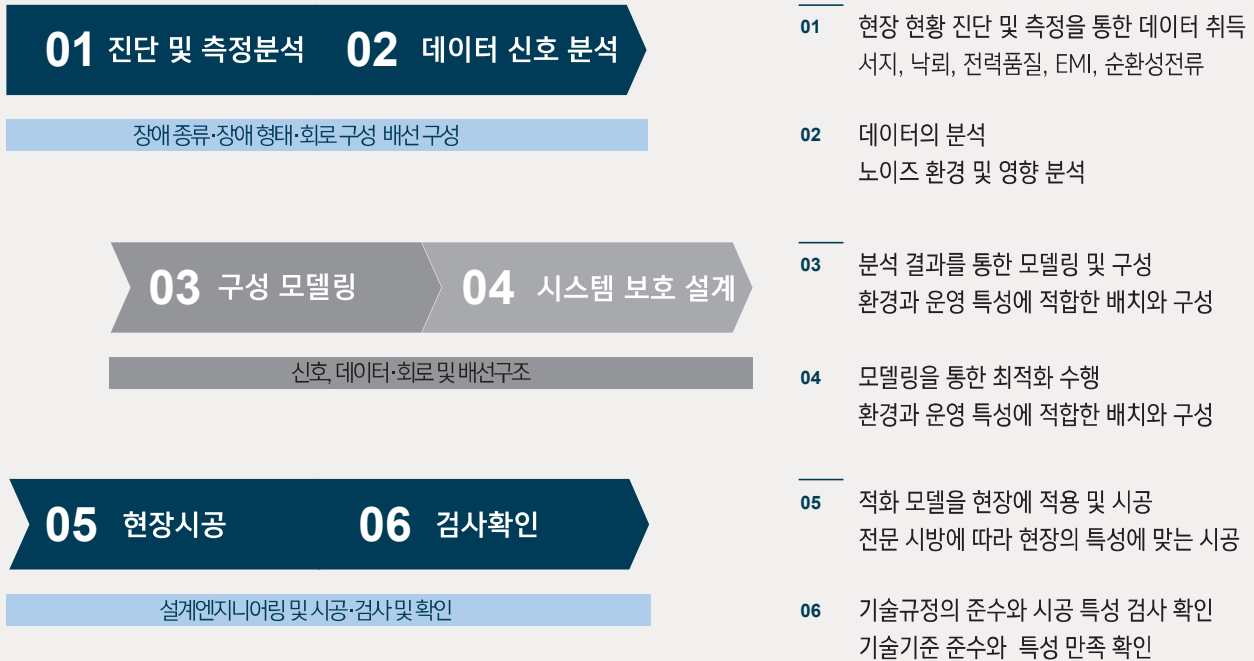 01 진단 및 측정분석 02 데이터 신호 분석
장애 종류·장애 형태·회로 구성 배선 구성
01 현장 현황 진단 및 측정을 통한 데이터 취득
서지, 낙뢰, 전력품질, EMI, 순환성전류
02 데이터의 분석
노이즈 환경 및 영향 분석
03 구성 모델링 04 시스템 보호 설계
신호, 데이터·회로 및 배선구조
03 분석 결과를 통한 모델링 및 구성
환경과 운영 특성에 적합한 배치와 구성
04 모델링을 통한 최적화 수행
환경과 운영 특성에 적합한 배치와 구성
05 현장시공 06 검사확인
설계엔지니어링 및 시공·검사 및 확인
05 적화 모델을 현장에 적용 및 시공
전문 시방에 따라 현장의 특성에 맞는 시공
06 기술규정의 준수와 시공 특성 검사 확인
기술기준 준수와 특성 만족 확인